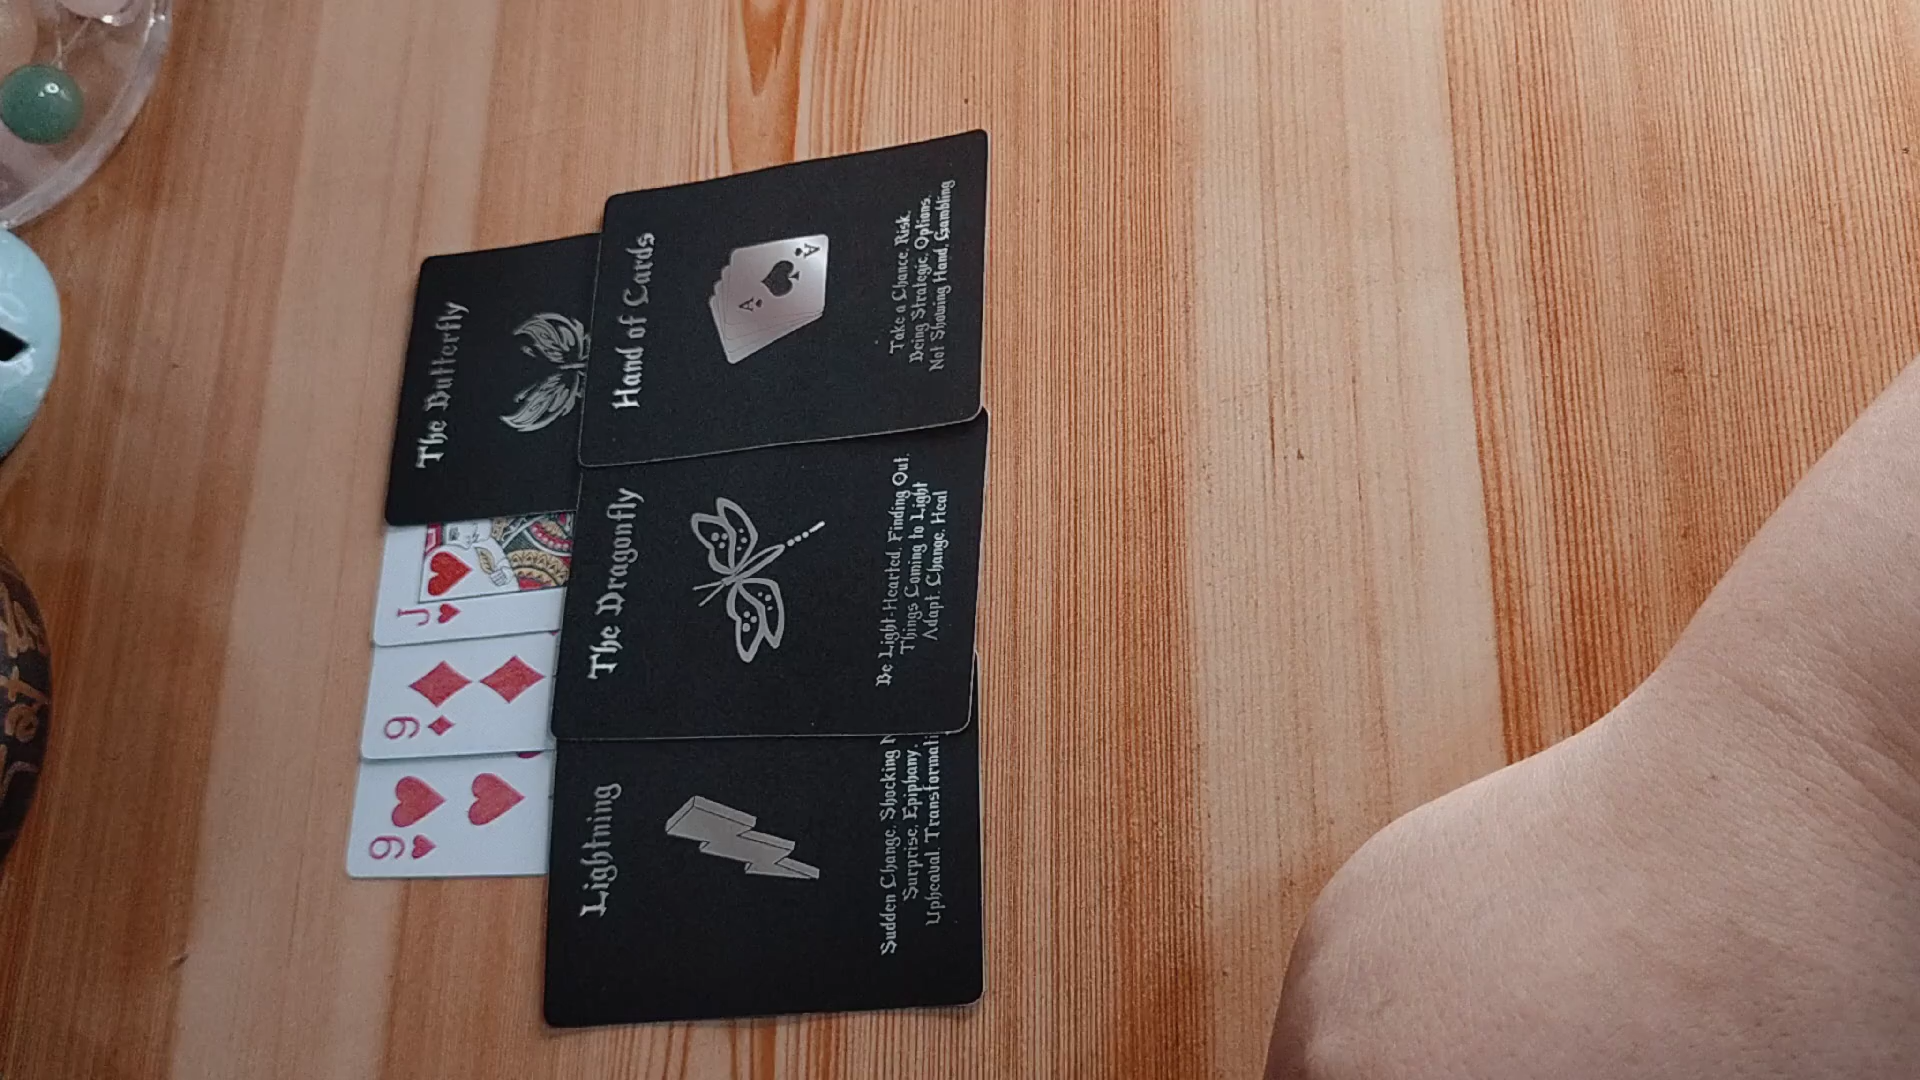 The Butterfly
Hand of Cards
A
A
Take a Chance, Risk,
Being Strategic, Options,
Not Showing Hand, Gambling
The Dragonfly
Be Light-Hearted, Finding Out,
Things Coming to Light
Adapt, Change, Heal
Lightning
Sudden Change, Shocking N
Surprise, Epiphany,
Upheaval, Transformati
J
9
9